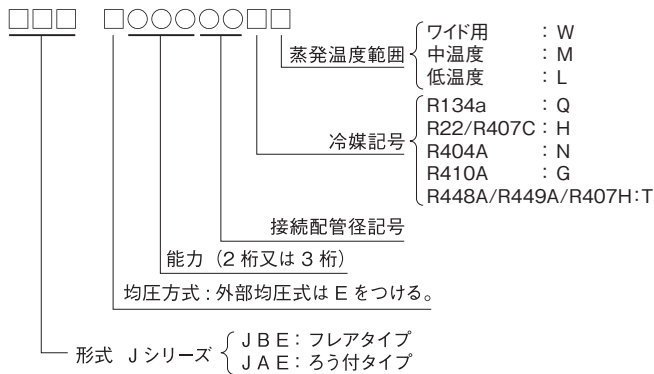 □□□ □○○○○○□□
蒸発温度範囲
ワイド用 : W
中温度 : M
低温度 : L
冷媒記号
R134a : Q
R22/R407C : H
R404A : N
R410A : G
R448A/R449A/R407H:T
接続配管径記号
能力（2 桁又は 3 桁）
均圧方式 : 外部均圧式は E をつける。
形式 Jシリーズ
J B E : フレアタイプ
J A E : ろう付タイプ